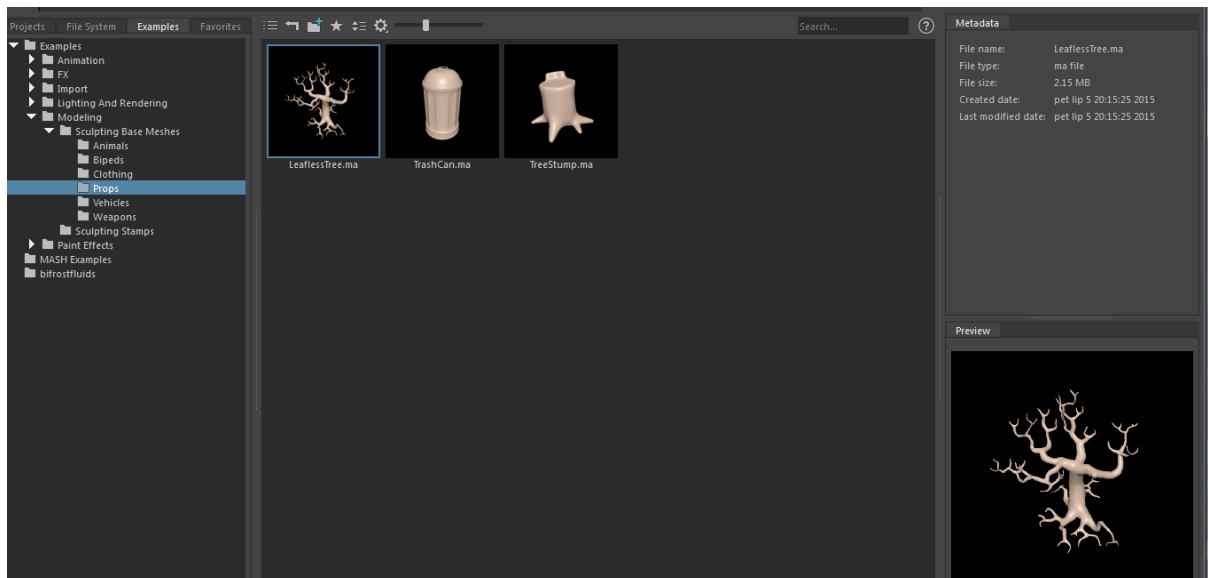 Projects File System Examples Favorites
Search...
?
Examples
Animation
FX
Import
Lighting And Rendering
Modeling
Sculpting Base Meshes
Animals
Bipeds
Clothing
Props
Vehicles
Weapons
Sculpting Stamps
Paint Effects
MASH Examples
bifrostfluids
LeaflessTree.ma TrashCan.ma TreeStump.ma
Metadata
File name: LeaflessTree.ma
File type: ma file
File size: 2.15 MB
Created date: pet lip 5 20:15:25 2015
Last modified date: pet lip 5 20:15:25 2015
Preview